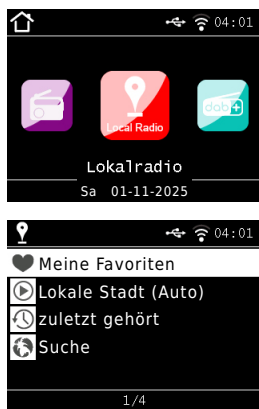 04:01
Local Radio
dab+
Lokalradio
Sa 01-11-2025
04:01
Meine Favoriten
Lokale Stadt (Auto)
zuletzt gehört
Suche
1/4